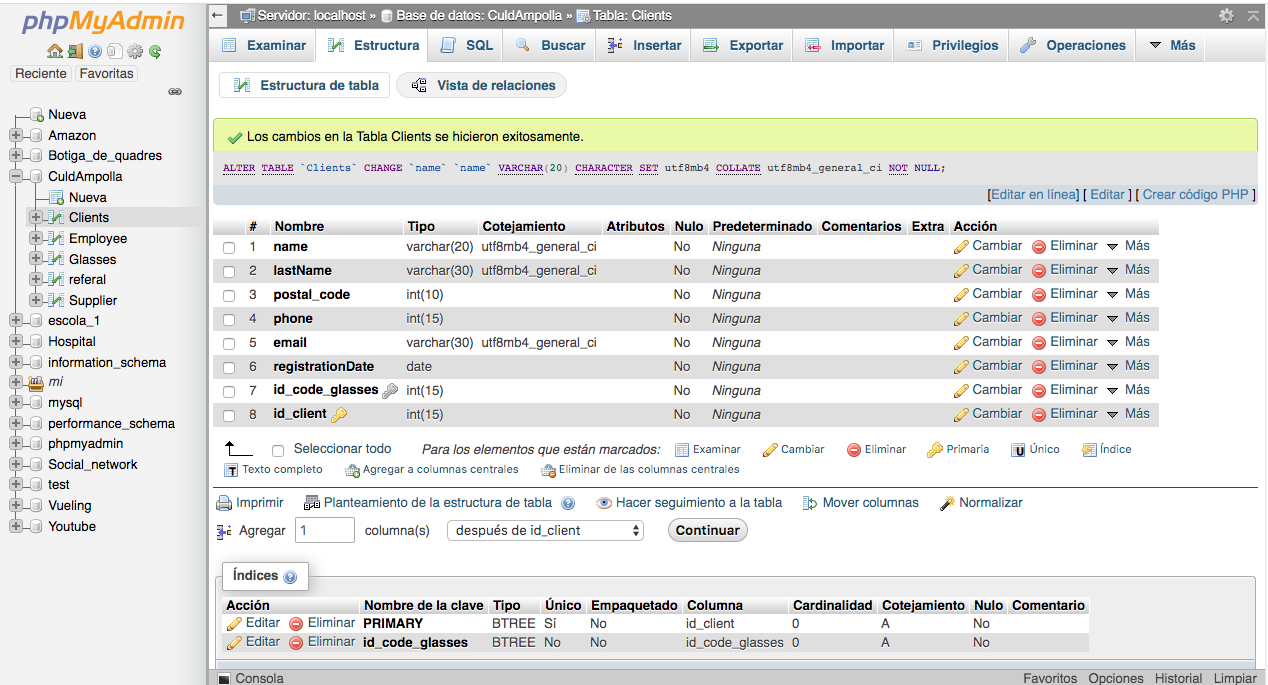 phpMyAdmin
Reciente Favoritas
Nueva
Amazon
Botiga_de_quadres
CuldAmpolla
Nueva
Clients
Employee
Glasses
referal
Supplier
escola_1
Hospital
information_schema
mi
mysql
performance_schema
phpmyadmin
Social_network
test
Vueling
Youtube
Servidor: localhost » Base de datos: CuldAmpolla » Tabla: Clients
Examinar Estructura SQL Buscar Insertar Exportar Importar Privilegios Operaciones Más
Estructura de tabla Vista de relaciones
Los cambios en la Tabla Clients se hicieron exitosamente.
ALTER TABLE `Clients` CHANGE `name` `name` VARCHAR(20) CHARACTER SET utf8mb4 COLLATE utf8mb4_general_ci NOT NULL;
[Editar en línea] [ Editar ] [ Crear código PHP ]
# Nombre Tipo Cotejamiento Atributos Nulo Predeterminado Comentarios Extra Acción
1 name varchar(20) utf8mb4_general_ci No Ninguna Cambiar Eliminar Más
2 lastName varchar(30) utf8mb4_general_ci No Ninguna Cambiar Eliminar Más
3 postal_code int(10) No Ninguna Cambiar Eliminar Más
4 phone int(15) No Ninguna Cambiar Eliminar Más
5 email varchar(30) utf8mb4_general_ci No Ninguna Cambiar Eliminar Más
6 registrationDate date No Ninguna Cambiar Eliminar Más
7 id_code_glasses int(15) No Ninguna Cambiar Eliminar Más
8 id_client int(15) No Ninguna Cambiar Eliminar Más
Seleccionar todo Para los elementos que están marcados: Examinar Cambiar Eliminar Primaria Único Índice
Texto completo Agregar a columnas centrales Eliminar de las columnas centrales
Imprimir Planteamiento de la estructura de tabla Hacer seguimiento a la tabla Mover columnas Normalizar
Agregar 1 columna(s) después de id_client Continuar
Índices
Acción Nombre de la clave Tipo Único Empaquetado Columna Cardinalidad Cotejamiento Nulo Comentario
Editar Eliminar PRIMARY BTREE Sí No id_client 0 A No
Editar Eliminar id_code_glasses BTREE No No id_code_glasses 0 A No
Consola Favoritos Opciones Historial Limpiar